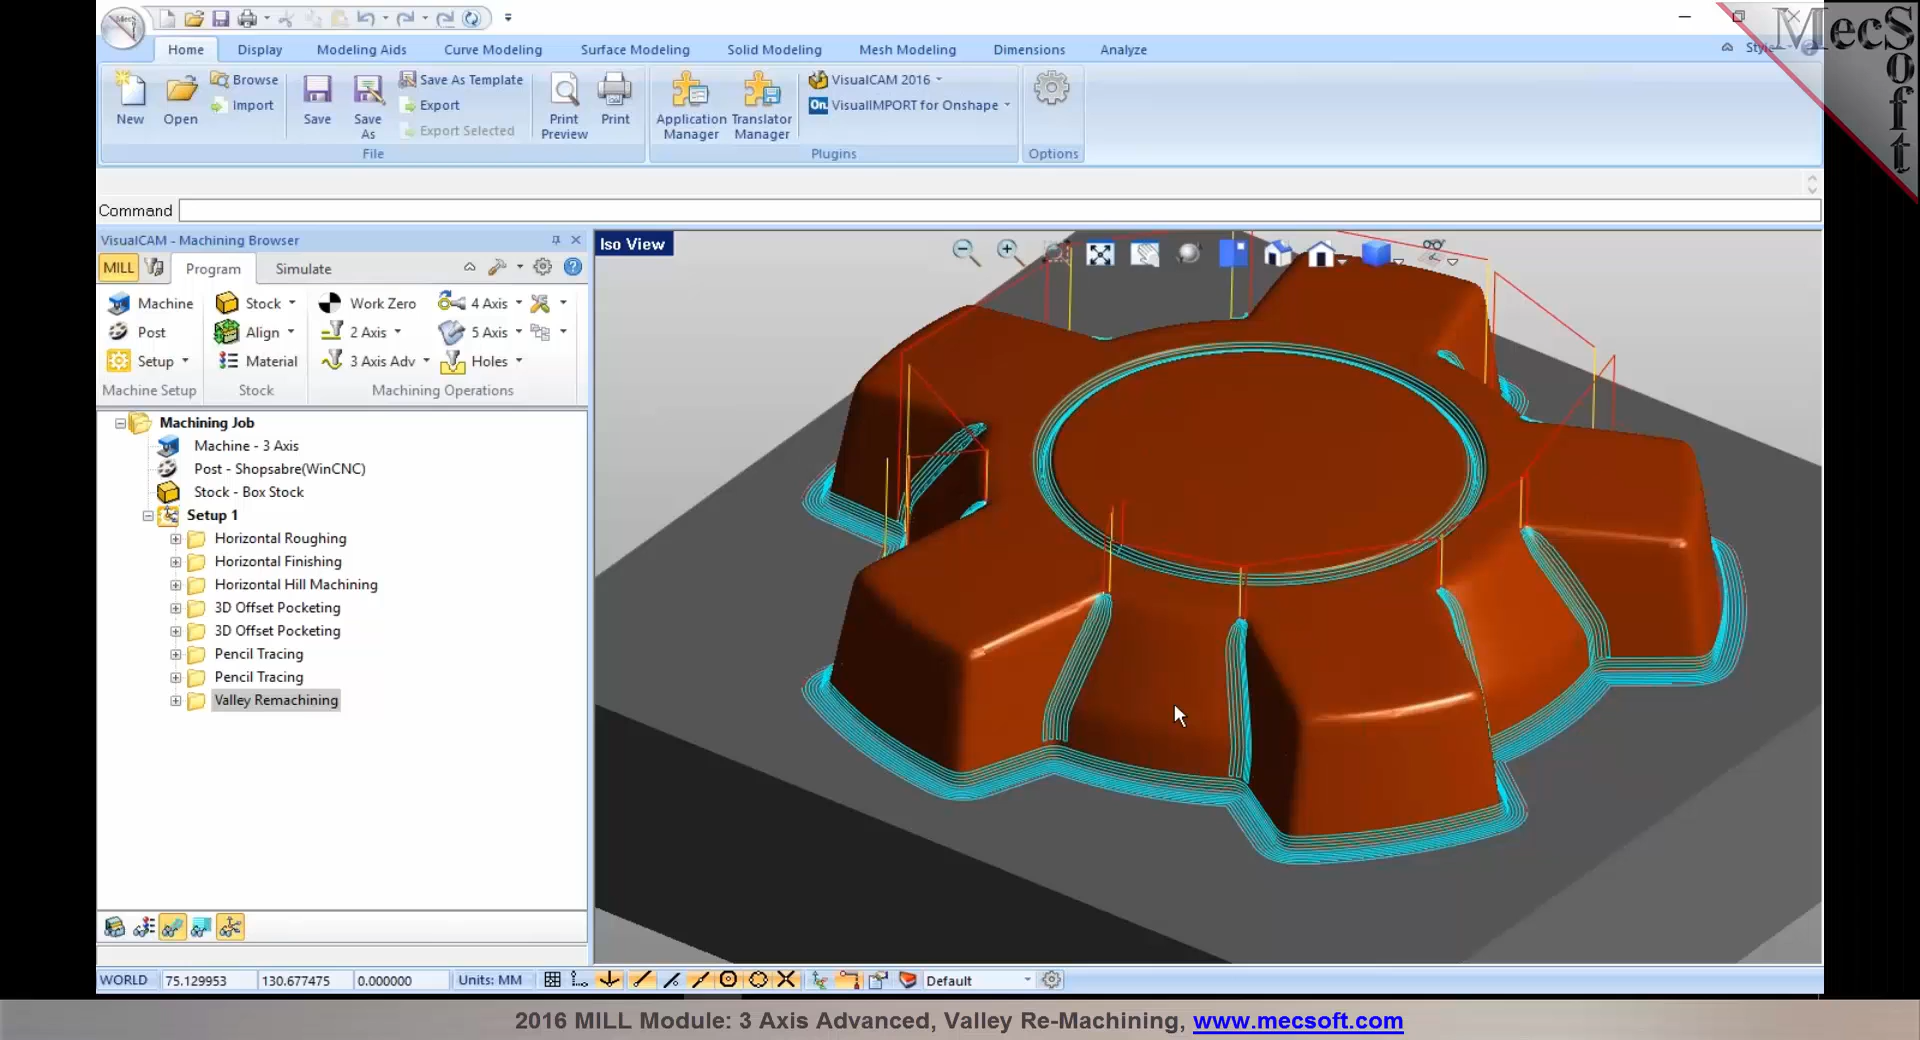 MecSoft
Home Display Modeling Aids Curve Modeling Surface Modeling Solid Modeling Mesh Modeling Dimensions Analyze
New
Open
Browse
Import
Save
Save As
Save As Template
Export
Export Selected
Print Preview
Print
Application Manager
Translator Manager
VisualCAM 2016
On VisualIMPORT for Onshape
File
Plugins
Options
Command
VisualCAM - Machining Browser
Iso View
MILL Program Simulate
Machine Stock Work Zero 4 Axis
Post Align 2 Axis 5 Axis
Setup Material 3 Axis Adv Holes
Machine Setup Stock Machining Operations
Machining Job
Machine - 3 Axis
Post - Shopsabre(WinCNC)
Stock - Box Stock
Setup 1
Horizontal Roughing
Horizontal Finishing
Horizontal Hill Machining
3D Offset Pocketing
3D Offset Pocketing
Pencil Tracing
Pencil Tracing
Valley Remachining
WORLD 75.129953 130.677475 0.000000 Units: MM Default
2016 MILL Module: 3 Axis Advanced, Valley Re-Machining, www.mecsoft.com